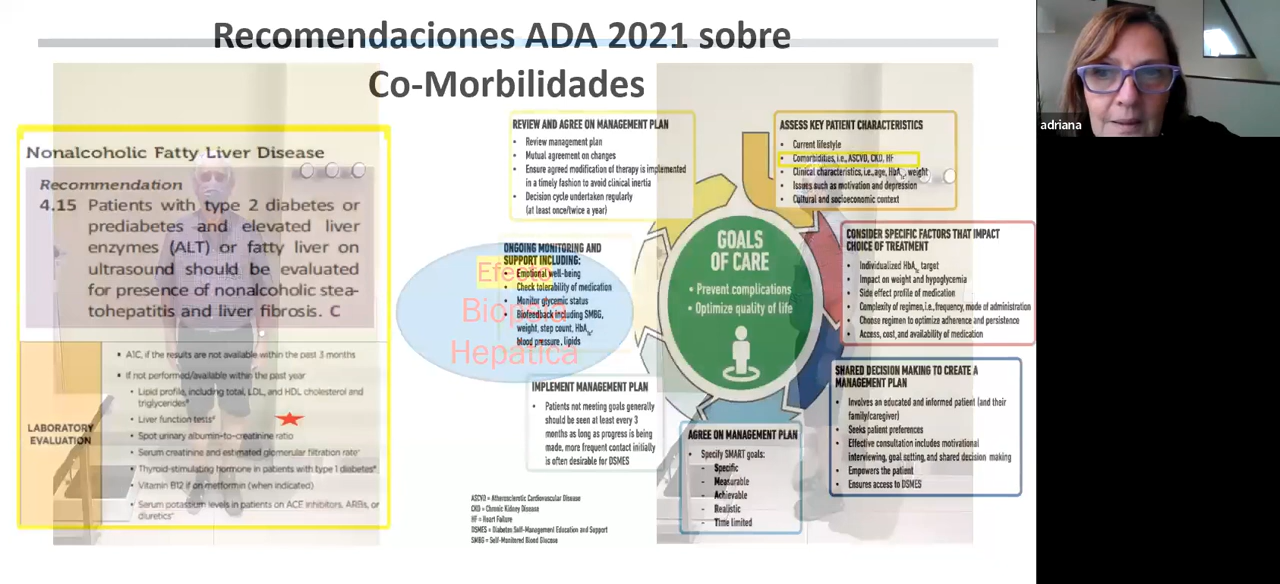 Recomendaciones ADA 2021 sobre
Co-Morbilidades
adriana
Nonalcoholic Fatty Liver Disease
Recommendation
4.15 Patients with type 2 diabetes or
prediabetes and elevated liver
enzymes (ALT) or fatty liver on
ultrasound should be evaluated
for presence of nonalcoholic stea-
tohepatitis and liver fibrosis. C
LABORATORY
EVALUATION
▪ A1C, if the results are not available within the past 3 months
▪ If not performed/available within the past year
• Lipid profile, including total, LDL, and HDL cholesterol and
triglycerides#
• Liver function tests#
• Spot urinary albumin-to-creatinine ratio
• Serum creatinine and estimated glomerular filtration rate+
• Thyroid-stimulating hormone in patients with type 1 diabetes#
• Vitamin B12 if on metformin (when indicated)
• Serum potassium levels in patients on ACE inhibitors, ARBs, or
diuretics+
REVIEW AND AGREE ON MANAGEMENT PLAN
• Review management plan
• Mutual agreement on changes
• Ensure agreed modification of therapy is implemented
in a timely fashion to avoid clinical inertia
• Decision cycle undertaken regularly
(at least once/twice a year)
ONGOING MONITORING AND
SUPPORT INCLUDING:
• Emotional well-being
• Check tolerability of medication
• Monitor glycemic status
• Biofeedback including SMBG,
weight, step count, HbA1c,
blood pressure, lipids
Efecto
Biopsia
Hepatica
IMPLEMENT MANAGEMENT PLAN
• Patients not meeting goals generally
should be seen at least every 3
months as long as progress is being
made, more frequent contact initially
is often desirable for DSMES
ASCVD = Atherosclerotic Cardiovascular Disease
CKD = Chronic Kidney Disease
HF = Heart Failure
DSMES = Diabetes Self-Management Education and Support
SMBG = Self-Monitored Blood Glucose
GOALS
OF CARE
• Prevent complications
• Optimize quality of life
ASSESS KEY PATIENT CHARACTERISTICS
• Current lifestyle
• Comorbidities, i.e., ASCVD, CKD, HF
• Clinical characteristics, i.e., age, HbA1c, weight
• Issues such as motivation and depression
• Cultural and socioeconomic context
CONSIDER SPECIFIC FACTORS THAT IMPACT
CHOICE OF TREATMENT
• Individualized HbA1c target
• Impact on weight and hypoglycemia
• Side effect profile of medication
• Complexity of regimen, i.e., frequency, mode of administration
• Choose regimen to optimize adherence and persistence
• Access, cost, and availability of medication
SHARED DECISION MAKING TO CREATE A
MANAGEMENT PLAN
• Involves an educated and informed patient (and their
family/caregiver)
• Seeks patient preferences
• Effective consultation includes motivational
interviewing, goal setting, and shared decision making
• Empowers the patient
• Ensures access to DSMES
AGREE ON MANAGEMENT PLAN
• Specify SMART goals:
- Specific
- Measurable
- Achievable
- Realistic
- Time limited